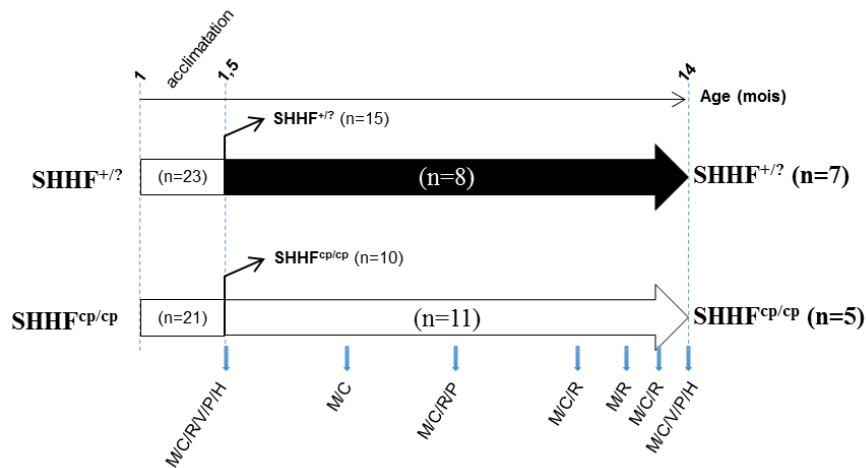 acclimatation
1
1,5
14
Age (mois)
SHHF+/? (n=15)
SHHF+/?
(n=23)
(n=8)
SHHF+/? (n=7)
SHHFcp/cp (n=10)
SHHFcp/cp
(n=21)
(n=11)
SHHFcp/cp
(n=5)
M/C/R/V/P/H
M/C
M/C/R/P
M/C/R
M/R
M/C/R
M/C/V/P/H